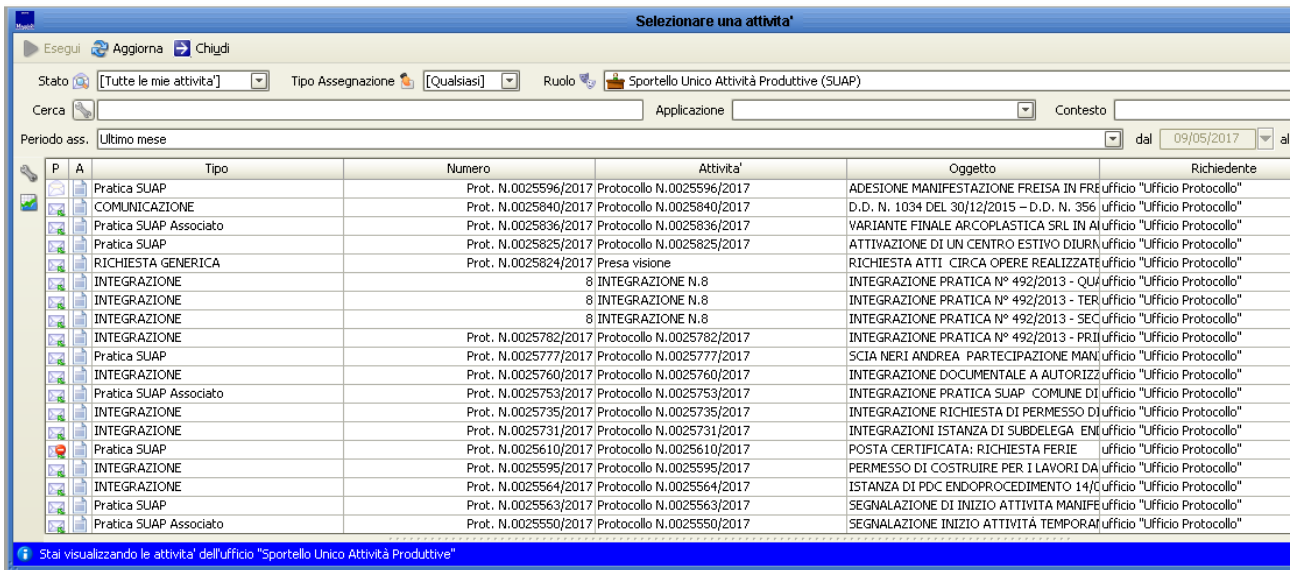 Selezionare una attivita'
Esegui Aggiorna Chiudi
Stato [Tutte le mie attivita'] Tipo Assegnazione [Qualsiasi] Ruolo Sportello Unico Attività Produttive (SUAP)
Cerca Applicazione Contesto
Periodo ass. Ultimo mese dal 09/05/2017 al
P A Tipo Numero Attivita' Oggetto Richiedente
Pratica SUAP Prot. N.0025596/2017 Protocollo N.0025596/2017 ADESIONE MANIFESTAZIONE FREISA IN FRE ufficio "Ufficio Protocollo"
COMUNICAZIONE Prot. N.0025840/2017 Protocollo N.0025840/2017 D.D. N. 1034 DEL 30/12/2015 – D.D. N. 356 ufficio "Ufficio Protocollo"
Pratica SUAP Associato Prot. N.0025836/2017 Protocollo N.0025836/2017 VARIANTE FINALE ARCOPLASTICA SRL IN ufficio "Ufficio Protocollo"
Pratica SUAP Prot. N.0025825/2017 Protocollo N.0025825/2017 ATTIVAZIONE DI UN CENTRO ESTIVO DIURN ufficio "Ufficio Protocollo"
RICHIESTA GENERICA Prot. N.0025824/2017 Presa visione RICHIESTA ATTI CIRCA OPERE REALIZZATE ufficio "Ufficio Protocollo"
INTEGRAZIONE 8 INTEGRAZIONE N.8 INTEGRAZIONE PRATICA N° 492/2013 - QUA ufficio "Ufficio Protocollo"
INTEGRAZIONE 8 INTEGRAZIONE N.8 INTEGRAZIONE PRATICA N° 492/2013 - TER ufficio "Ufficio Protocollo"
INTEGRAZIONE 8 INTEGRAZIONE N.8 INTEGRAZIONE PRATICA N° 492/2013 - SEC ufficio "Ufficio Protocollo"
INTEGRAZIONE Prot. N.0025782/2017 Protocollo N.0025782/2017 INTEGRAZIONE PRATICA N° 492/2013 - PRI ufficio "Ufficio Protocollo"
Pratica SUAP Prot. N.0025777/2017 Protocollo N.0025777/2017 SCIA NERI ANDREA PARTECIPAZIONE MAN ufficio "Ufficio Protocollo"
INTEGRAZIONE Prot. N.0025760/2017 Protocollo N.0025760/2017 INTEGRAZIONE DOCUMENTALE A AUTORIZZ ufficio "Ufficio Protocollo"
Pratica SUAP Associato Prot. N.0025753/2017 Protocollo N.0025753/2017 INTEGRAZIONE PRATICA SUAP COMUNE DI ufficio "Ufficio Protocollo"
INTEGRAZIONE Prot. N.0025735/2017 Protocollo N.0025735/2017 INTEGRAZIONE RICHIESTA DI PERMESSO DI ufficio "Ufficio Protocollo"
INTEGRAZIONE Prot. N.0025731/2017 Protocollo N.0025731/2017 INTEGRAZIONI ISTANZA DI SUBDELEGA EN ufficio "Ufficio Protocollo"
Pratica SUAP Prot. N.0025610/2017 Protocollo N.0025610/2017 POSTA CERTIFICATA: RICHIESTA FERIE ufficio "Ufficio Protocollo"
INTEGRAZIONE Prot. N.0025595/2017 Protocollo N.0025595/2017 PERMESSO DI COSTRUIRE PER I LAVORI DA ufficio "Ufficio Protocollo"
INTEGRAZIONE Prot. N.0025564/2017 Protocollo N.0025564/2017 ISTANZA DI PDC ENDOPROCEDIMENTO 14/ ufficio "Ufficio Protocollo"
Pratica SUAP Prot. N.0025563/2017 Protocollo N.0025563/2017 SEGNALAZIONE DI INIZIO ATTIVITA MANIFE ufficio "Ufficio Protocollo"
Pratica SUAP Associato Prot. N.0025550/2017 Protocollo N.0025550/2017 SEGNALAZIONE INIZIO ATTIVITÀ TEMPORA ufficio "Ufficio Protocollo"
Stai visualizzando le attivita' dell'ufficio "Sportello Unico Attività Produttive"